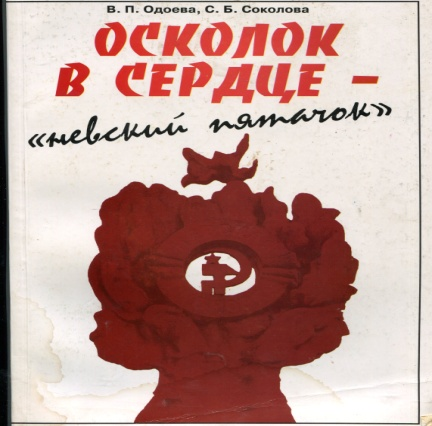 В. П. Одоева, С. Б. Соколова
ОСКОЛОК
В СЕРДЦЕ –
«невский пятачок»